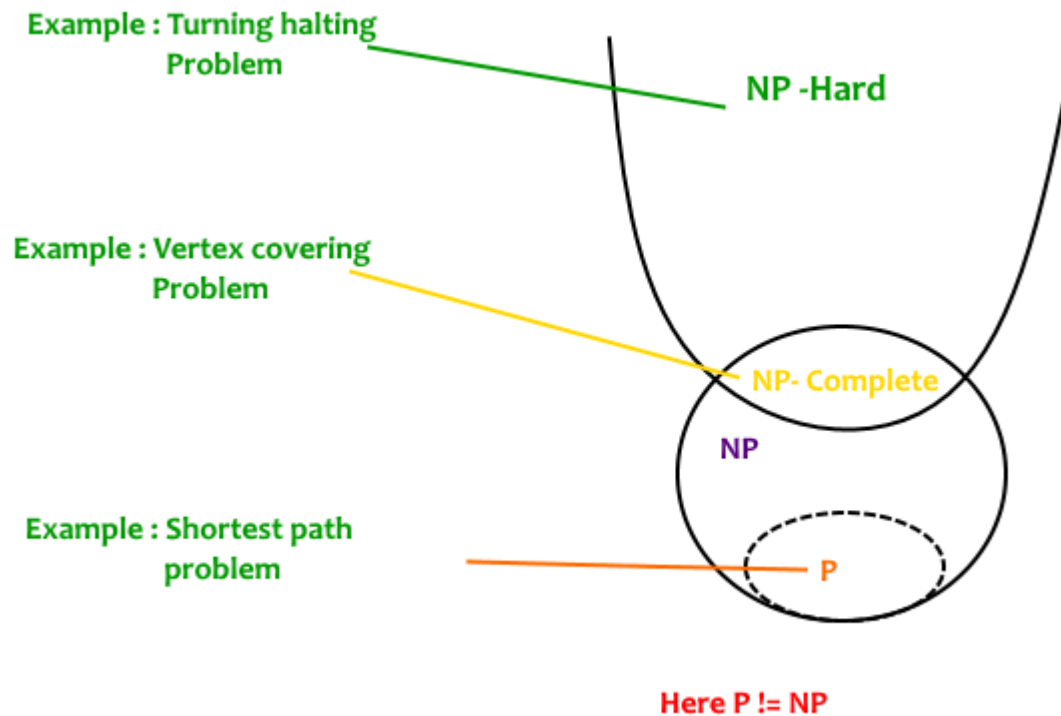 Example : Turning halting
Problem
NP -Hard
Example : Vertex covering
Problem
NP- Complete
NP
Example : Shortest path
problem
P
Here P != NP